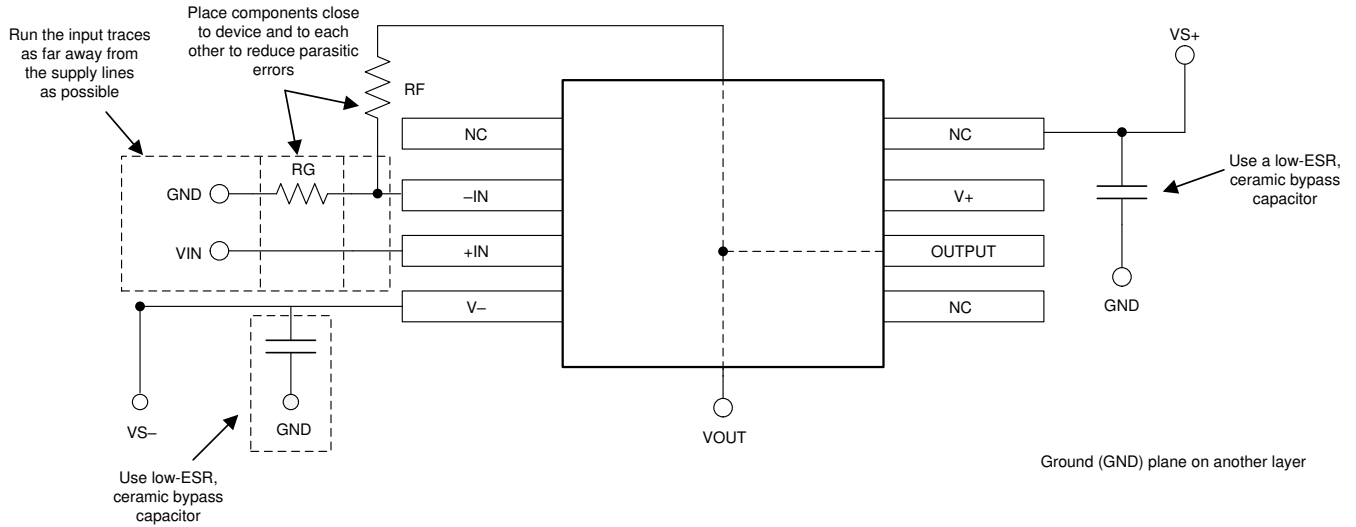 Run the input traces
as far away from
the supply lines
as possible
Place components close
to device and to each
other to reduce parasitic
errors
RF
RG
GND
VIN
NC
–IN
+IN
V–
VS–
GND
Use low-ESR,
ceramic bypass
capacitor
VOUT
NC
V+
OUTPUT
NC
VS+
Use a low-ESR,
ceramic bypass
capacitor
GND
Ground (GND) plane on another layer